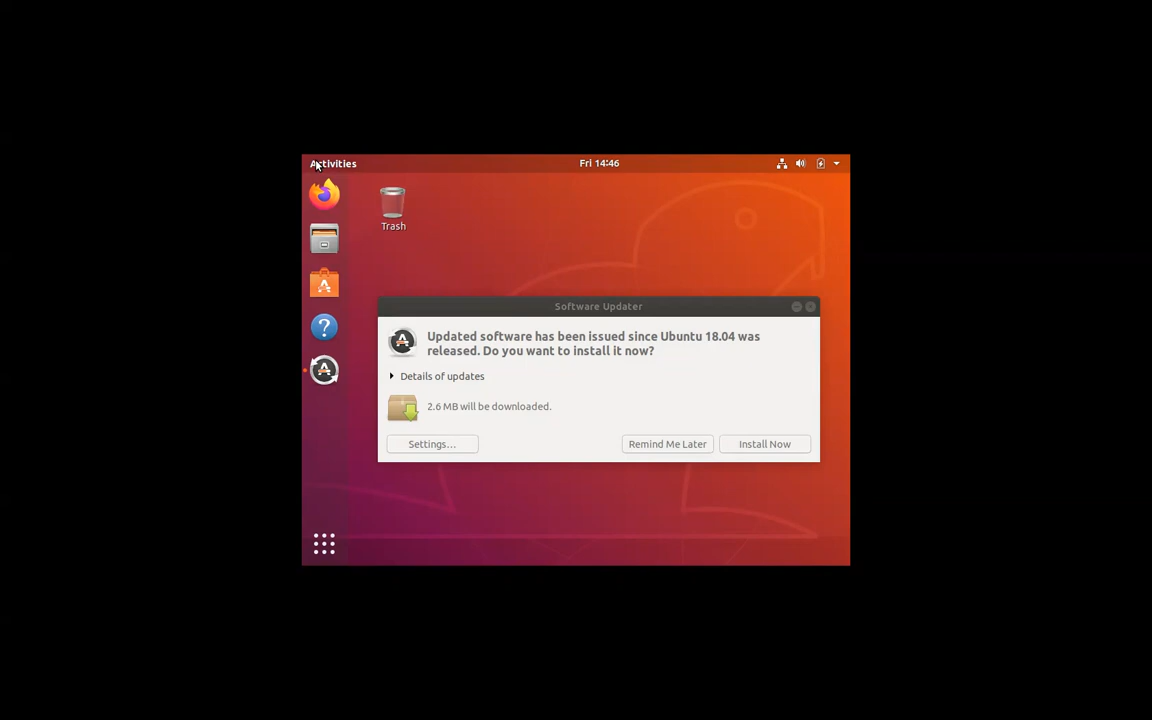 Activities
Fri 14:46
Trash
Software Updater
Updated software has been issued since Ubuntu 18.04 was
released. Do you want to install it now?
Details of updates
2.6 MB will be downloaded.
Settings...
Remind Me Later
Install Now